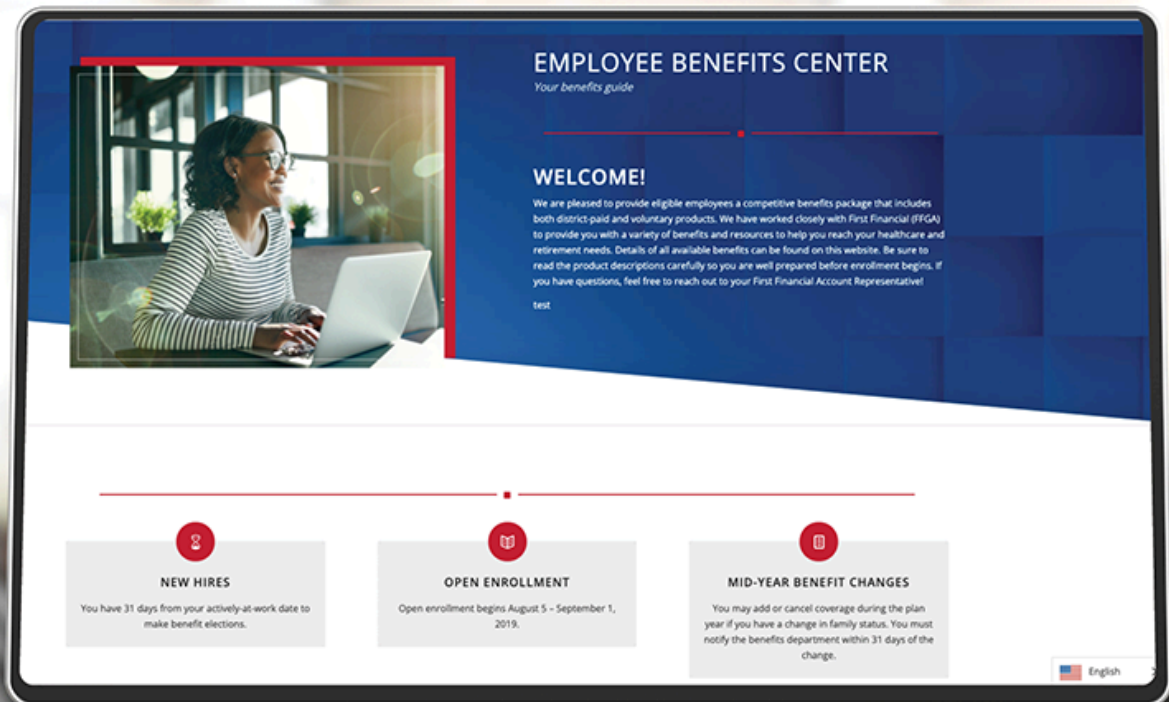 EMPLOYEE BENEFITS CENTER
Your benefits guide
WELCOME!
We are pleased to provide eligible employees a competitive benefits package that includes
both district-paid and voluntary products. We have worked closely with First Financial (FFGA)
to provide you with a variety of benefits and resources to help you reach your healthcare and
retirement needs. Details of all available benefits can be found on this website. Be sure to
read the product descriptions carefully so you are well prepared before enrollment begins. If
you have questions, feel free to reach out to your First Financial Account Representative!
test
NEW HIRES
You have 31 days from your actively-at-work date to
make benefit elections.
OPEN ENROLLMENT
Open enrollment begins August 5 – September 1,
2019.
MID-YEAR BENEFIT CHANGES
You may add or cancel coverage during the plan
year if you have a change in family status. You must
notify the benefits department within 31 days of the
change.
English